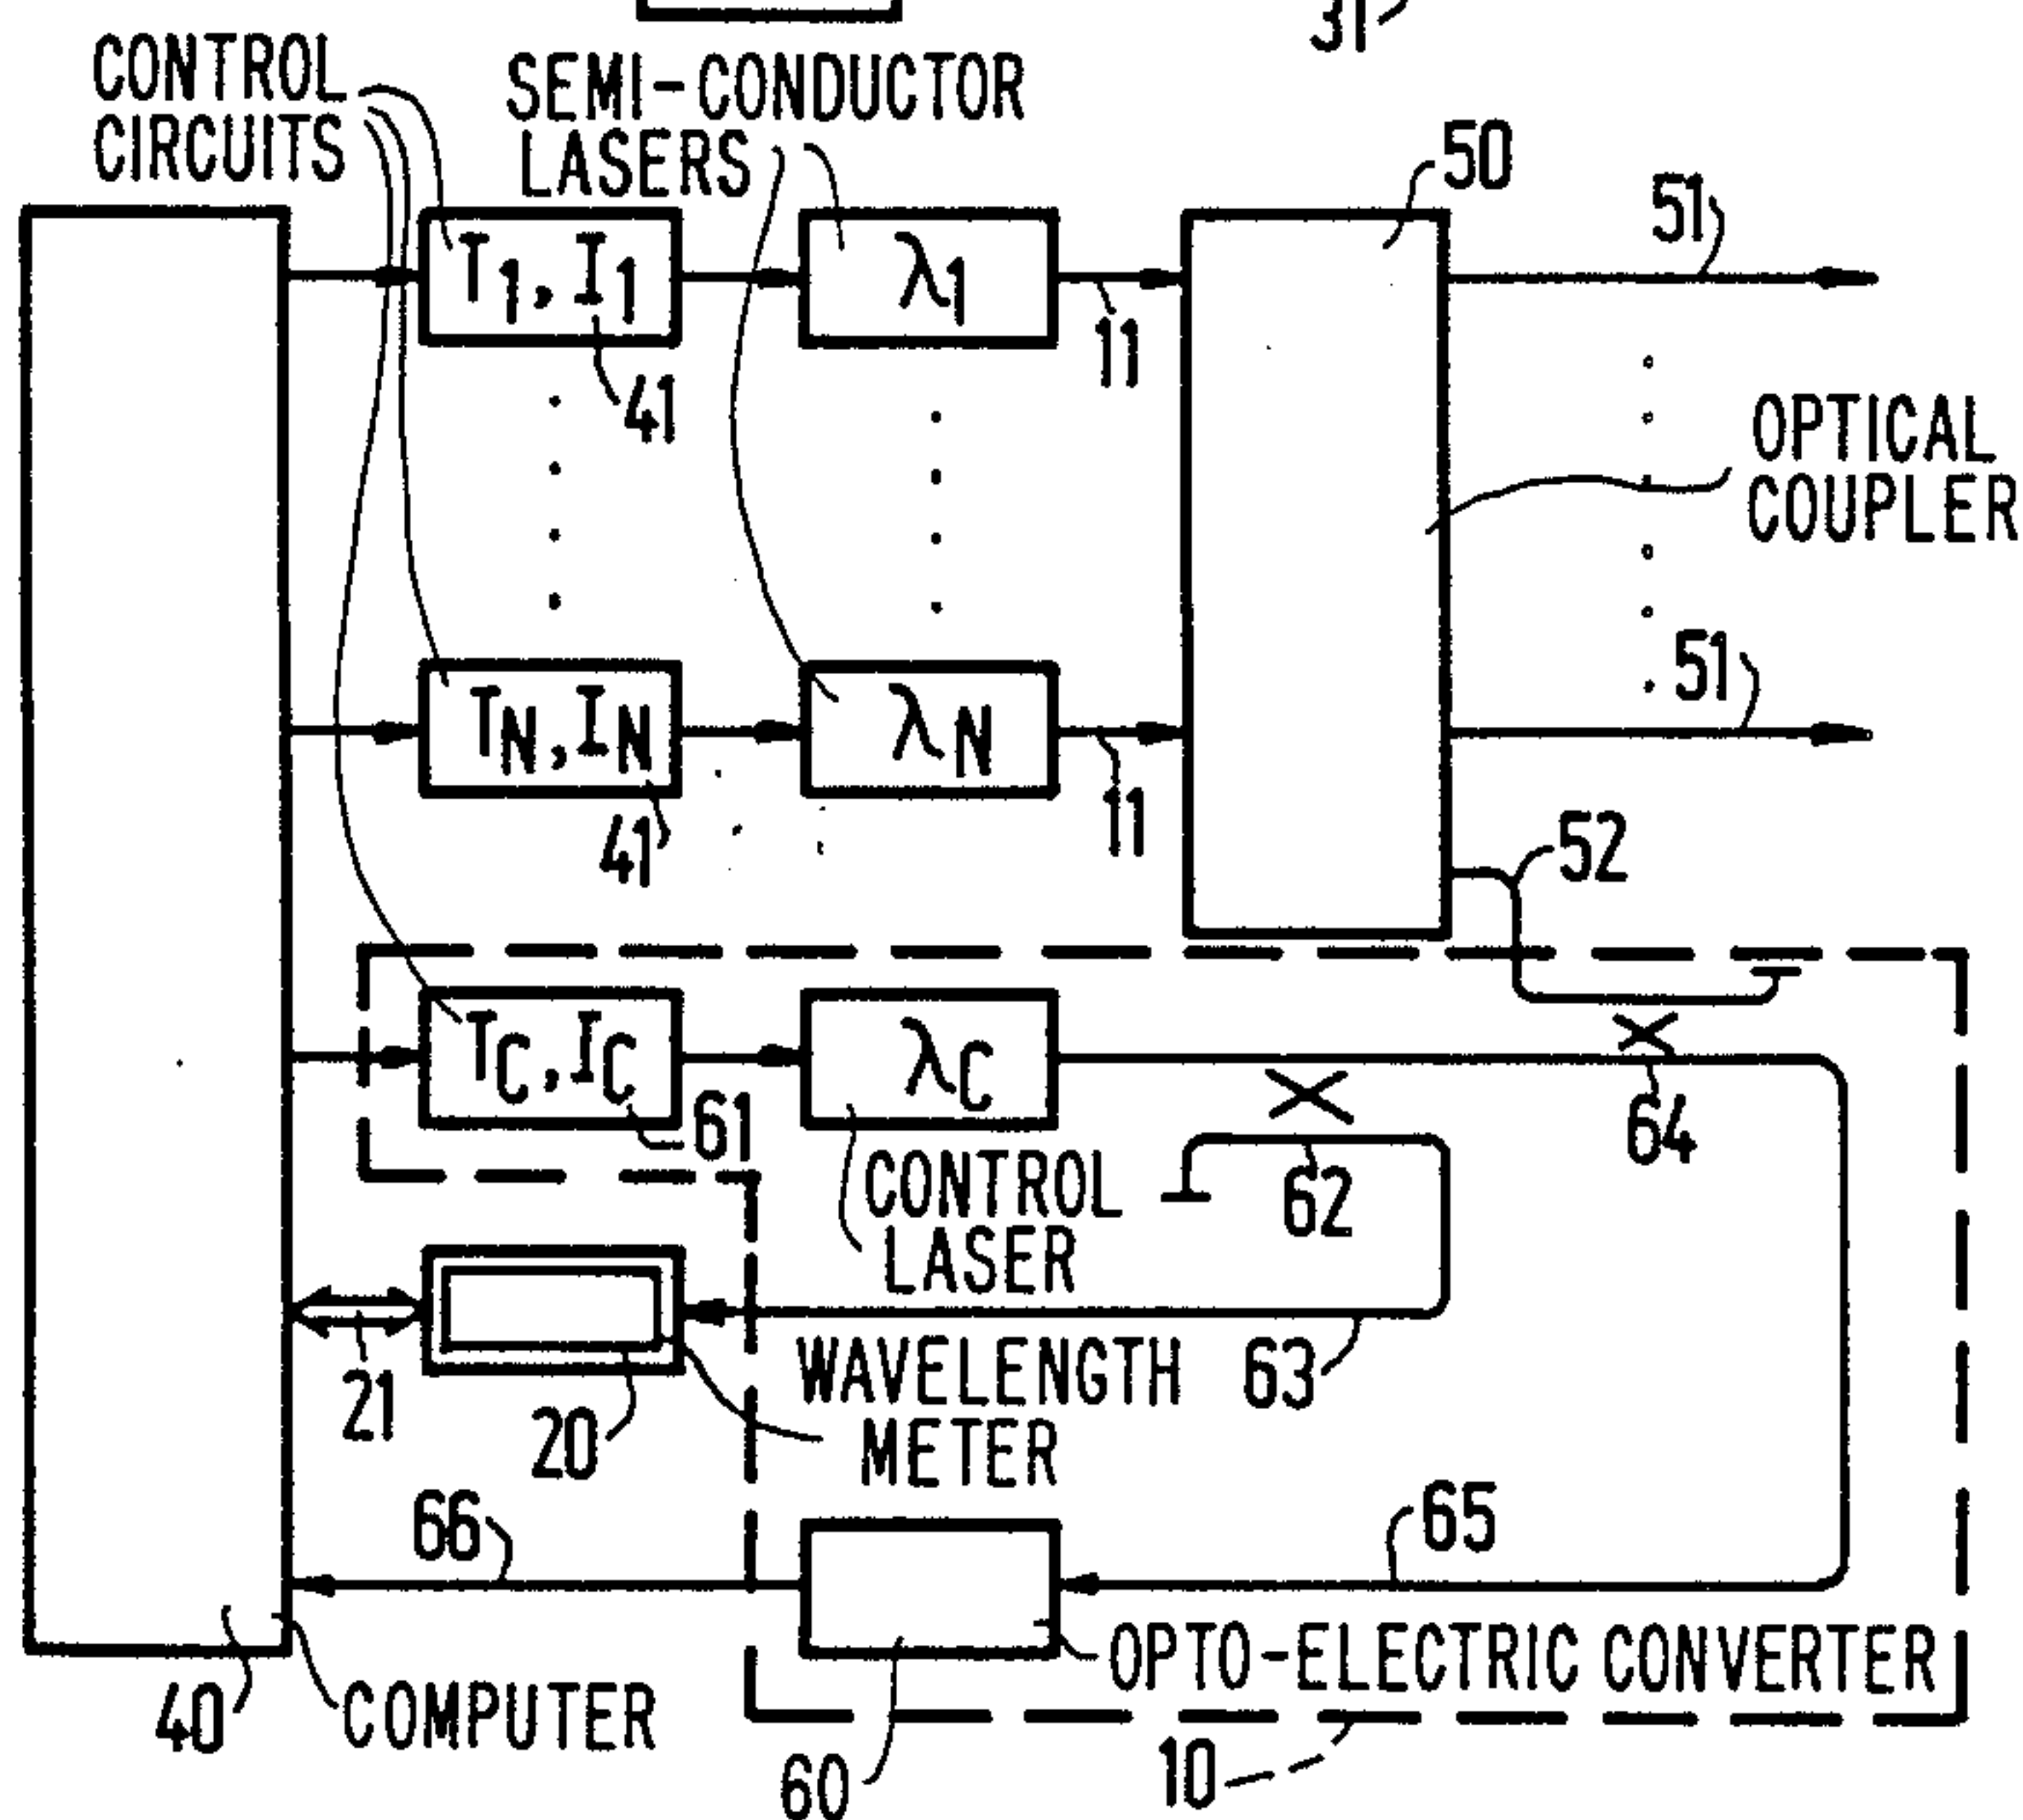 31
CONTROL
CIRCUITS
SEMI-CONDUCTOR
LASERS
50
51
T1, I1
λ1
11
41
OPTICAL
COUPLER
51
TN, IN
λN
11
41
52
TC, IC
λC
61
64
62
CONTROL
LASER
21
20
WAVELENGTH
METER
63
66
65
OPTO-ELECTRIC CONVERTER
40
COMPUTER
60
10